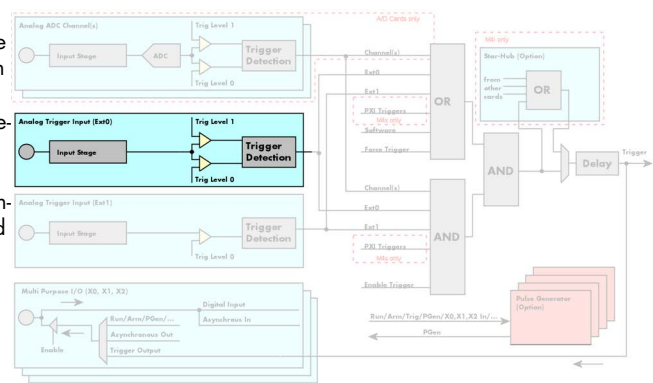 A/D Cards only
Analog ADC Channel(s)
Trig Level 1
Input Stage
ADC
Trigger
Detection
Trig Level 0
Analog Trigger Input (Ext0)
Trig Level 1
Input Stage
Trigger
Detection
Trig Level 0
Analog Trigger Input (Ext1)
Input Stage
Trigger
Detection
Trig Level 0
Multi Purpose I/O (X0, X1, X2)
Digital Input
Run/Arm/PGen/...
Asynchronous In
Asynchronous Out
Enable
Trigger Output
Channel(s)
Ext0
Ext1
PXI Triggers
M4x only
Software
Force Trigger
OR
Channel(s)
Ext0
Ext1
PXI Triggers
M4x only
Enable Trigger
AND
AND
M4i only
Star-Hub (Option)
from
other
cards
OR
Delay
Trigger
Run/Arm/Trig/PGen/X0,X1,X2 In/...
PGen
Pulse Generator
(Option)